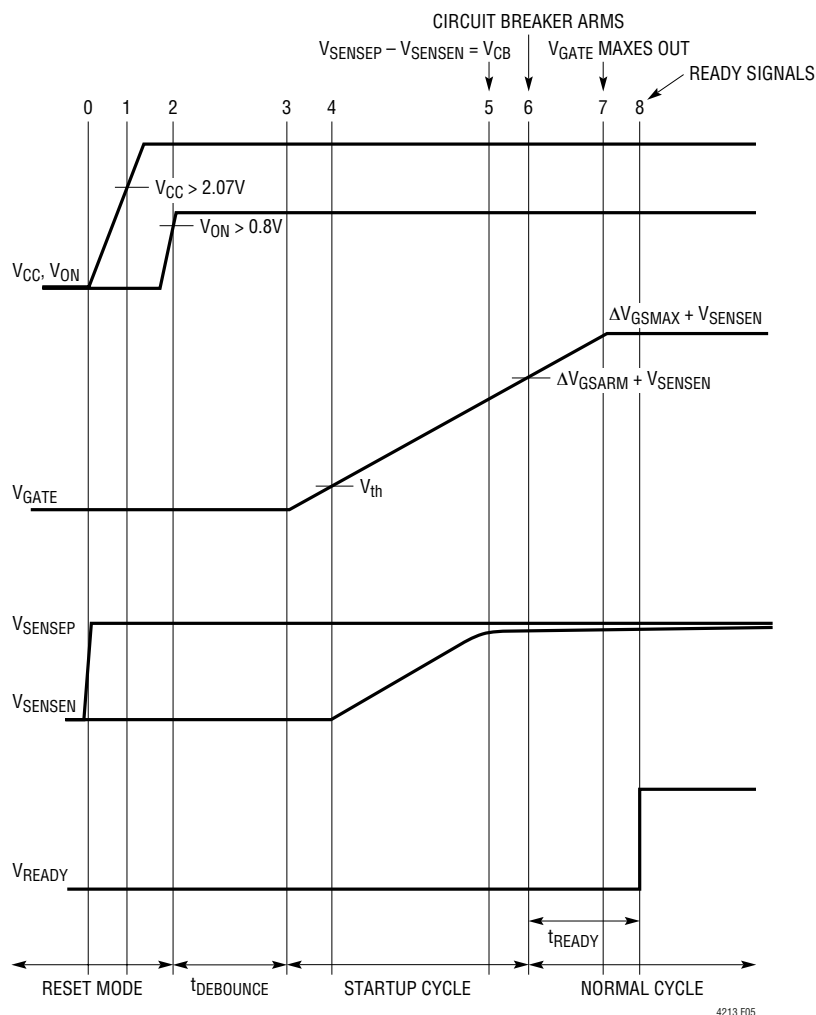 CIRCUIT BREAKER ARMS
VSENSEP – VSENSEN = VCB
VGATE MAXES OUT
READY SIGNALS
0 1 2 3 4 5 6 7 8
VCC > 2.07V
VON > 0.8V
VCC, VON
ΔVGSMAX + VSENSEN
ΔVGSARM + VSENSEN
Vth
VGATE
VSENSEP
VSENSEN
VREADY
tREADY
RESET MODE tDEBOUNCE STARTUP CYCLE NORMAL CYCLE
4213 F05